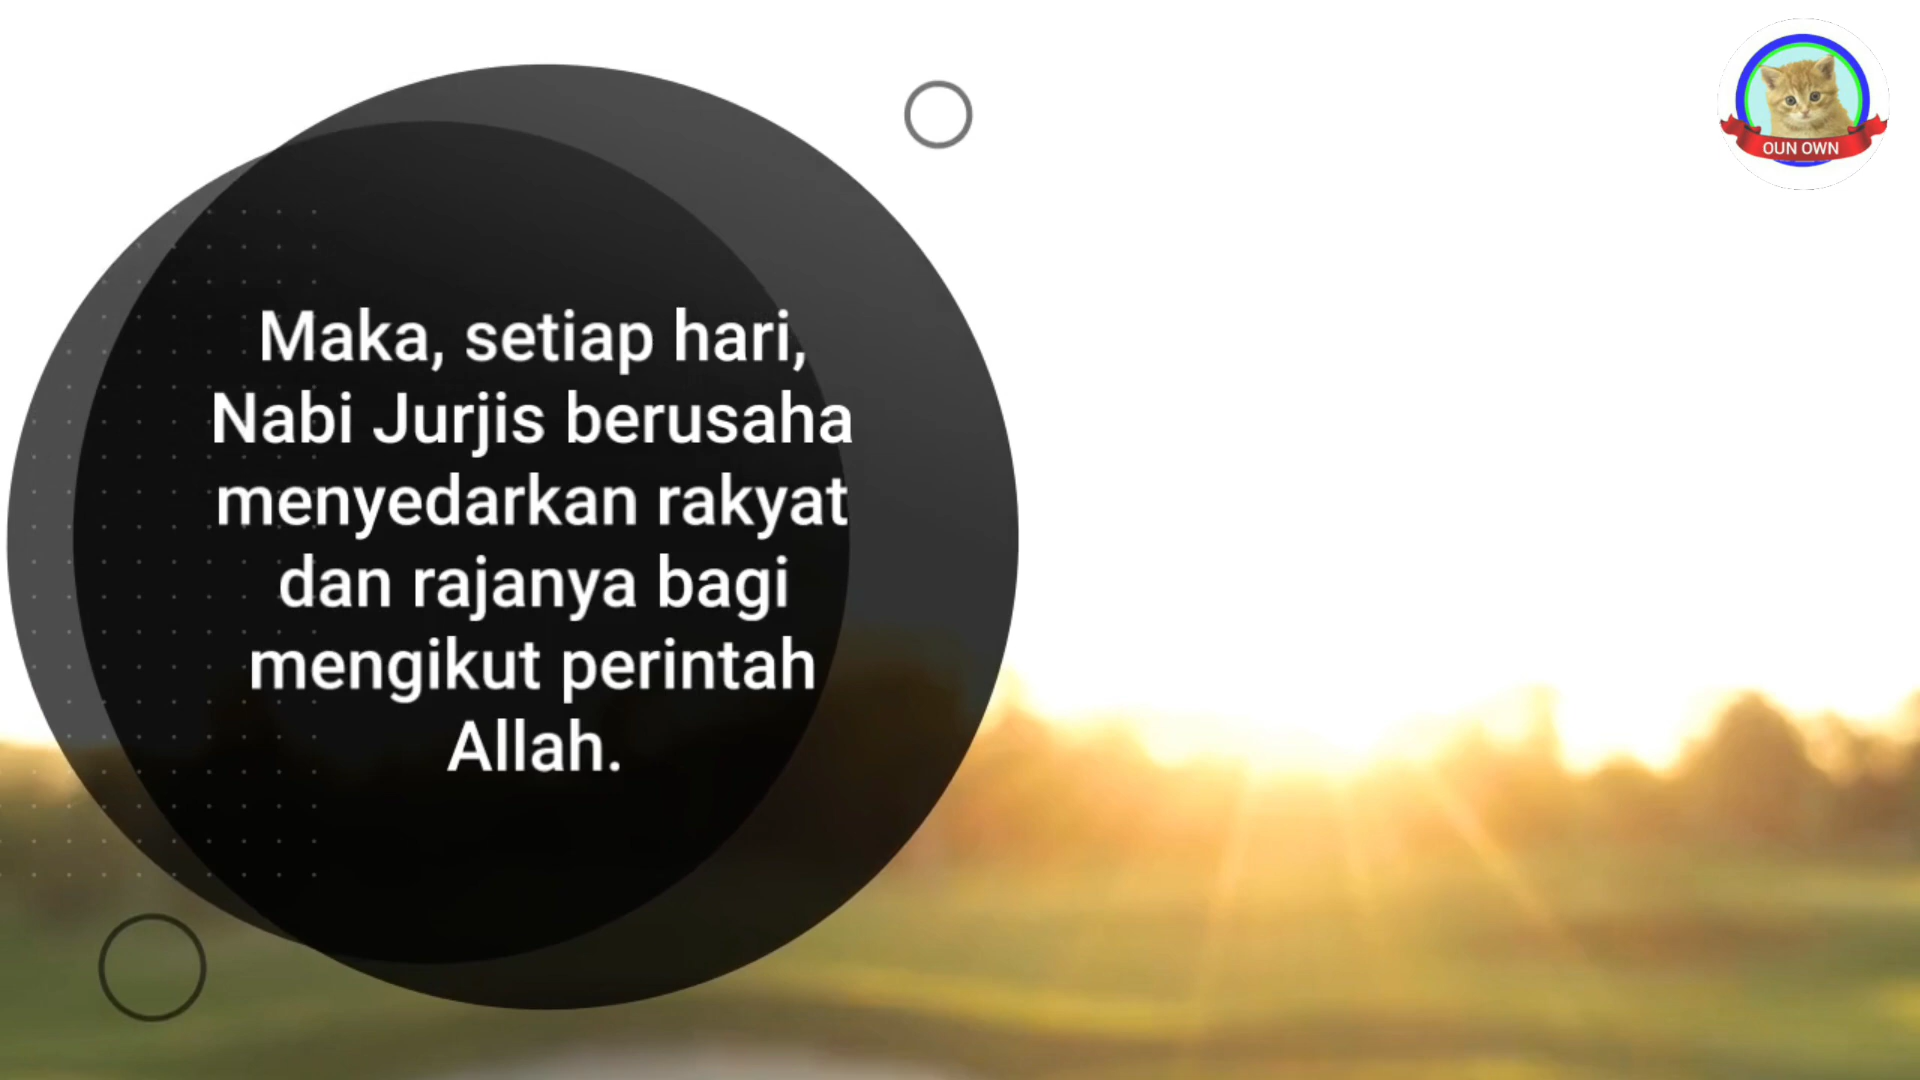 Maka, setiap hari,
Nabi Jurjis berusaha
menyedarkan rakyat
dan rajanya bagi
mengikut perintah
Allah.
OUN OWN